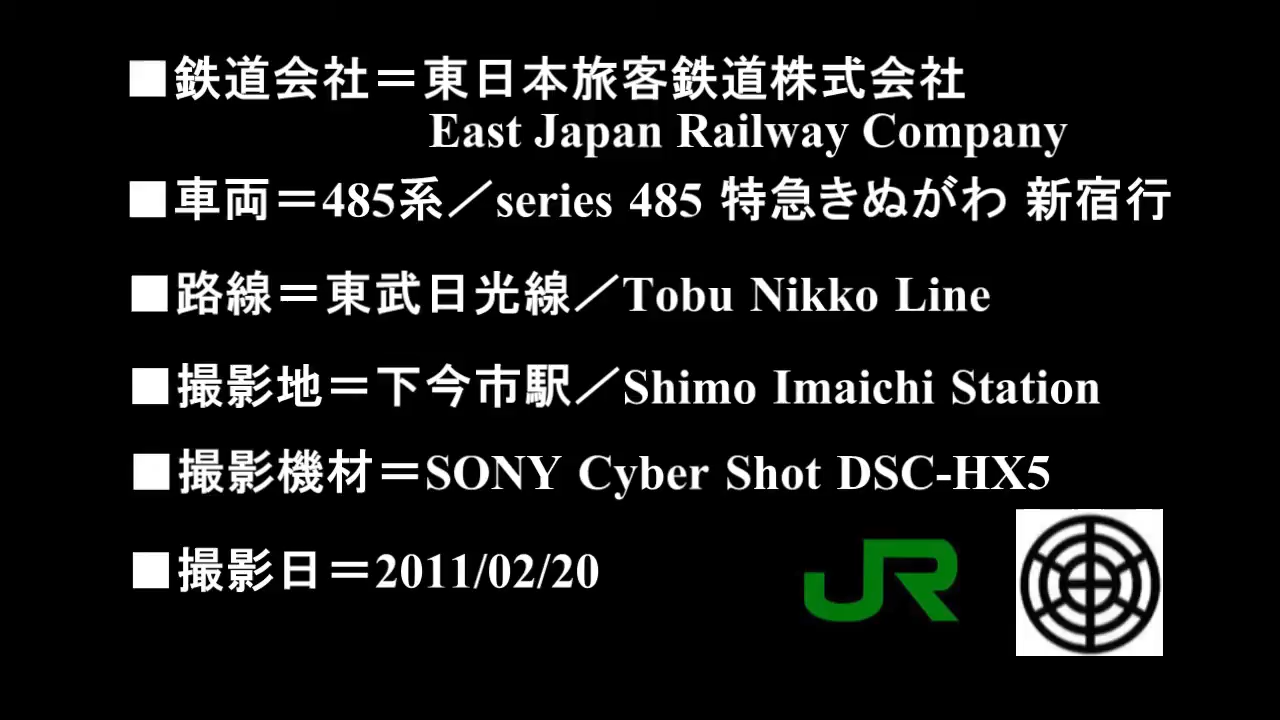 ■鉄道会社＝東日本旅客鉄道株式会社
East Japan Railway Company
■車両＝485系／series 485 特急きぬがわ 新宿行
■路線＝東武日光線／Tobu Nikko Line
■撮影地＝下今市駅／Shimo Imaichi Station
■撮影機材＝SONY Cyber Shot DSC-HX5
■撮影日＝2011/02/20
JR